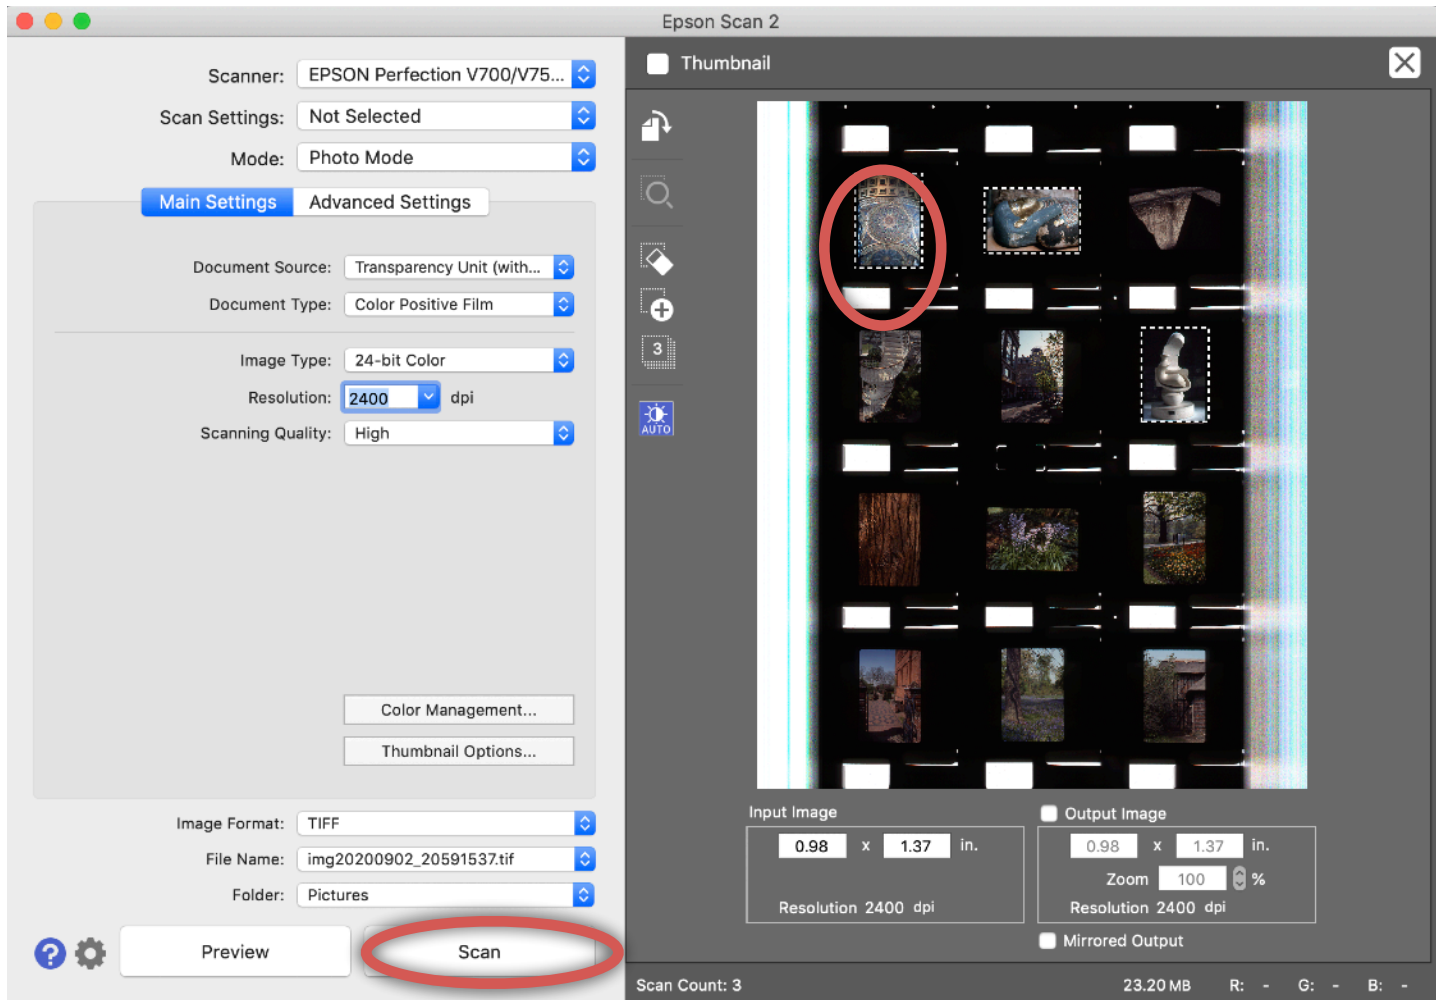 Epson Scan 2
Scanner: EPSON Perfection V700/V75...
Scan Settings: Not Selected
Mode: Photo Mode
Main Settings Advanced Settings
Document Source: Transparency Unit (with...
Document Type: Color Positive Film
Image Type: 24-bit Color
Resolution: 2400 dpi
Scanning Quality: High
Color Management...
Thumbnail Options...
Image Format: TIFF
File Name: img20200902_20591537.tif
Folder: Pictures
? Preview Scan
Thumbnail
3
AUTO
Input Image
0.98 x 1.37 in.
Resolution 2400 dpi
Output Image
0.98 x 1.37 in.
Zoom 100 %
Resolution 2400 dpi
Mirrored Output
Scan Count: 3 23.20 MB R: - G: - B: -